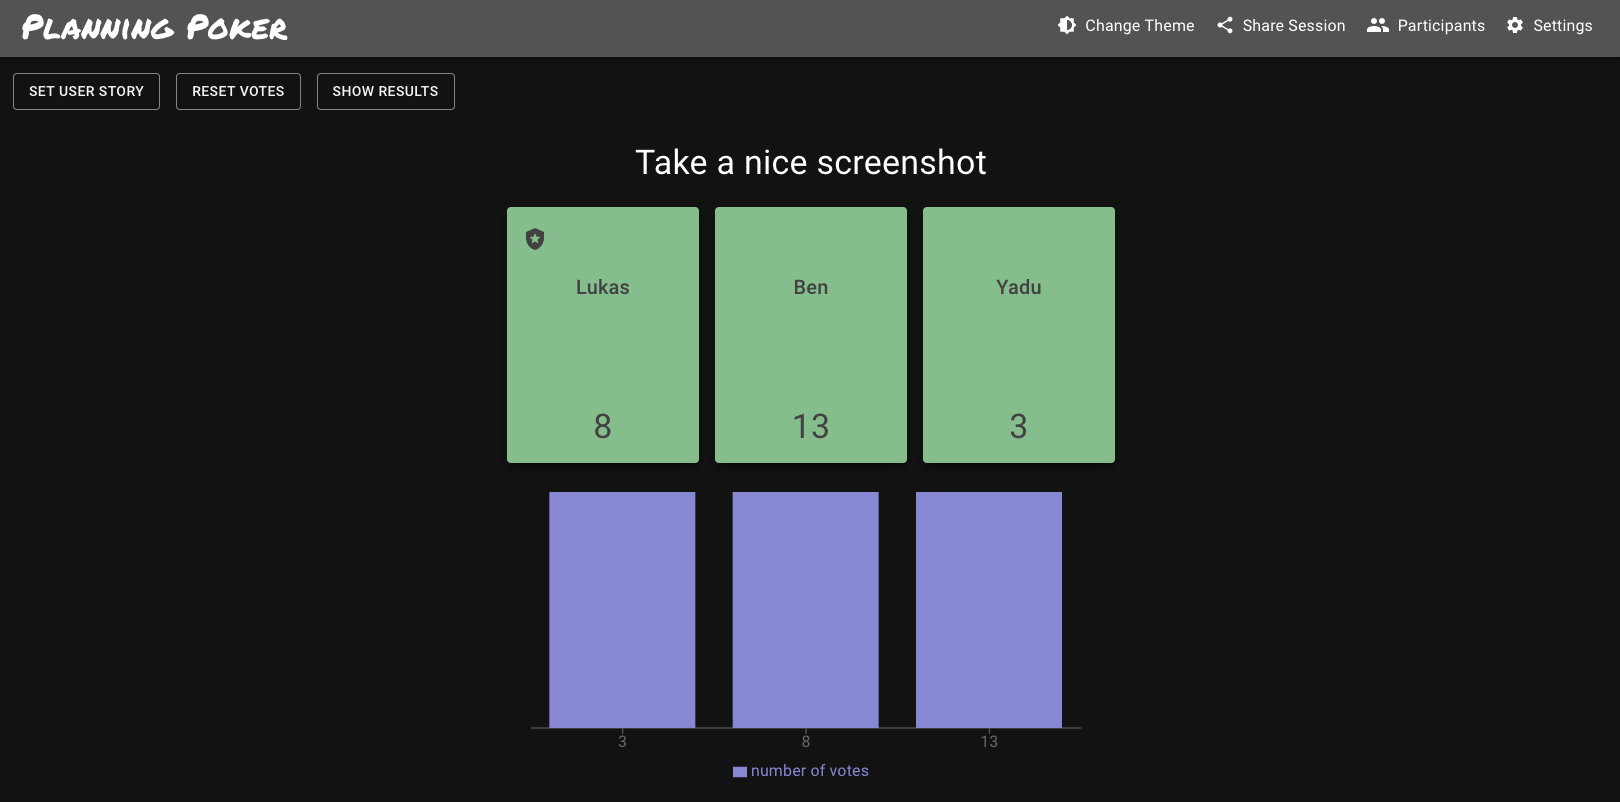 Planning Poker
Change Theme
Share Session
Participants
Settings
SET USER STORY
RESET VOTES
SHOW RESULTS
Take a nice screenshot
Lukas
8
Ben
13
Yadu
3
3
8
13
number of votes